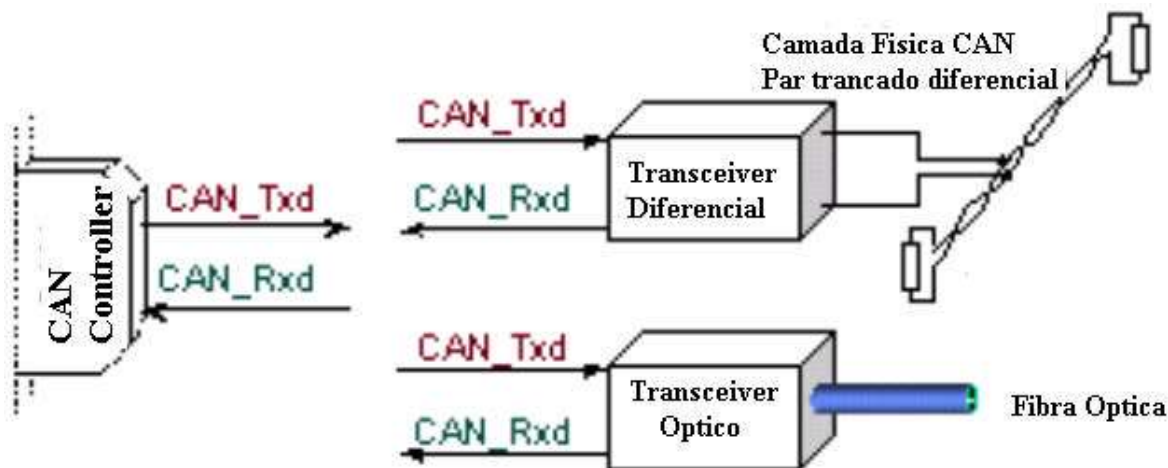 Camada Fisica CAN
Par trancado diferencial
CAN_Txd
CAN_Rxd
Transceiver
Diferencial
CAN Controller
CAN_Txd
CAN_Rxd
CAN_Txd
CAN_Rxd
Transceiver
Optico
Fibra Optica